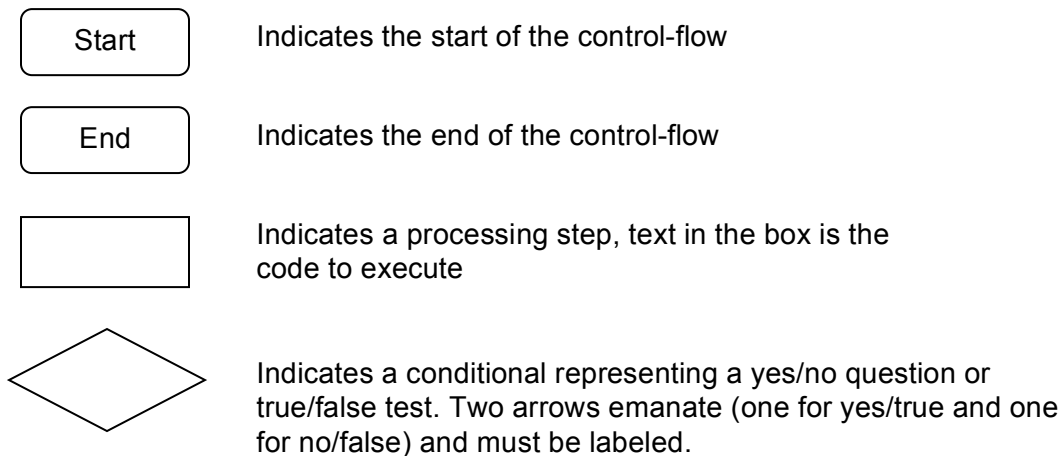 Start
Indicates the start of the control-flow
End
Indicates the end of the control-flow
Indicates a processing step, text in the box is the
code to execute
Indicates a conditional representing a yes/no question or
true/false test. Two arrows emanate (one for yes/true and one
for no/false) and must be labeled.